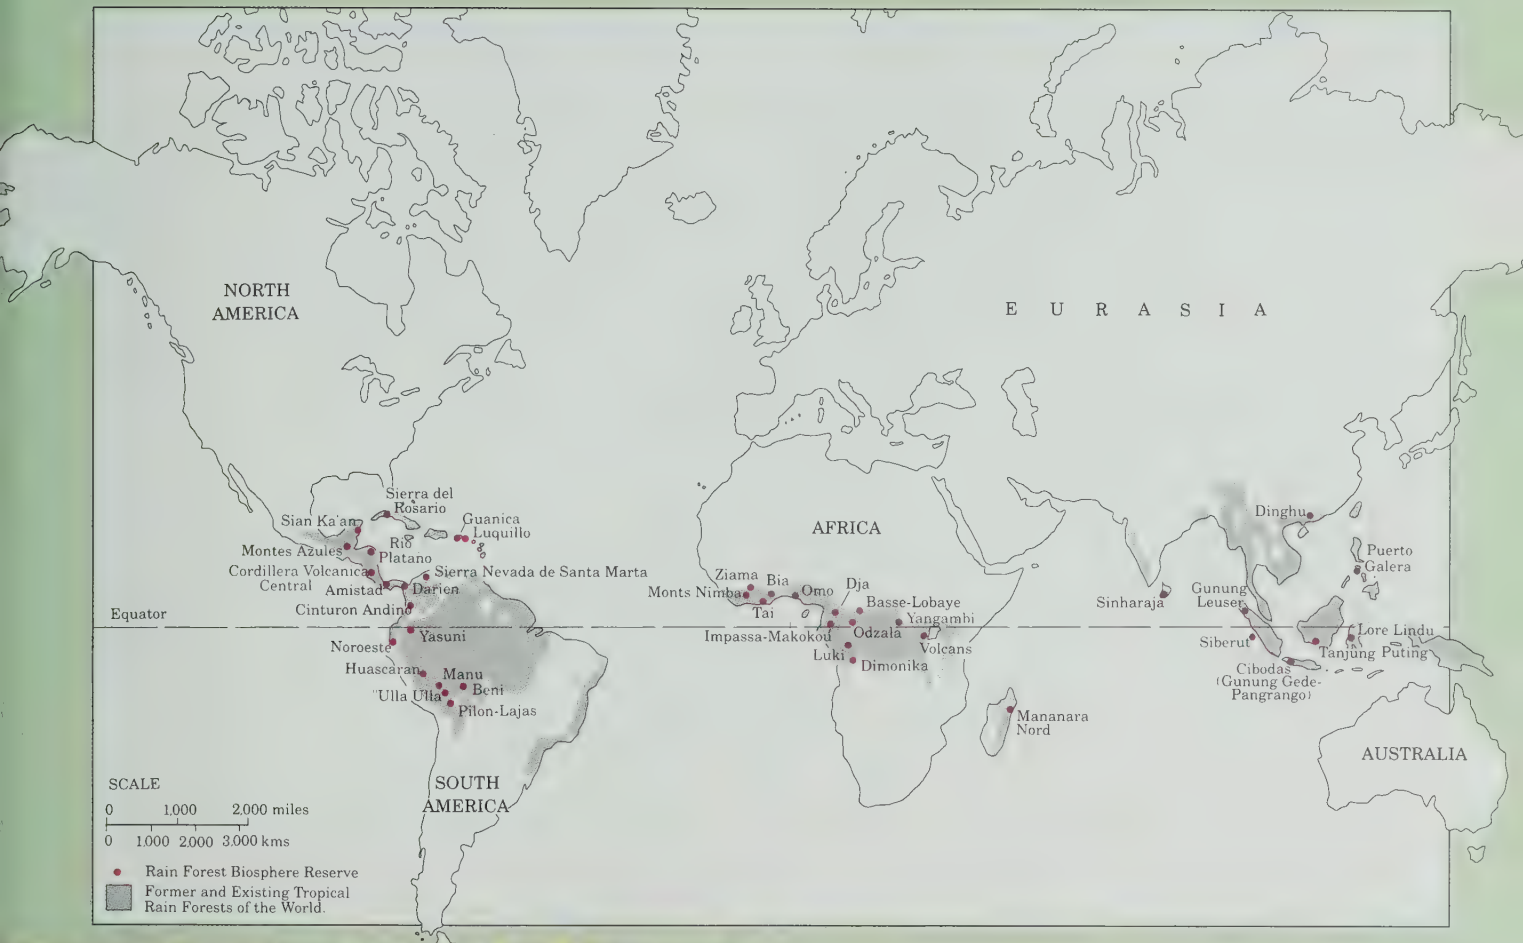 NORTH
AMERICA
E U R A S I A
Sierra del
Rosario
Sian Ka'an
Guanica
Luquillo
Montes Azules
Rio
Platano
Cordillera Volcanica
Central
Sierra Nevada de Santa Marta
Amistad
Darien
Cinturon Andino
Equator
Yasuni
Noroeste
Huascaran
Manu
Beni
"Ulla Ulla
Pilon-Lajas
SOUTH
AMERICA
AFRICA
Ziama
Bia
Monts Nimba
Omo
Dja
Tai
Basse-Lobaye
Yangambi
Impassa-Makokou
Odzala
Volcans
Luki
Dimonika
Mananara
Nord
Dinghu
Puerto
Galera
Sinharaja
Gunung
Leuser
Siberut
Lore Lindu
Tanjung Puting
Cibodas
(Gunung Gede-
Pangrango)
AUSTRALIA
SCALE
0 1,000 2,000 miles
0 1.000 2.000 3.000 kms
Rain Forest Biosphere Reserve
Former and Existing Tropical
Rain Forests of the World.